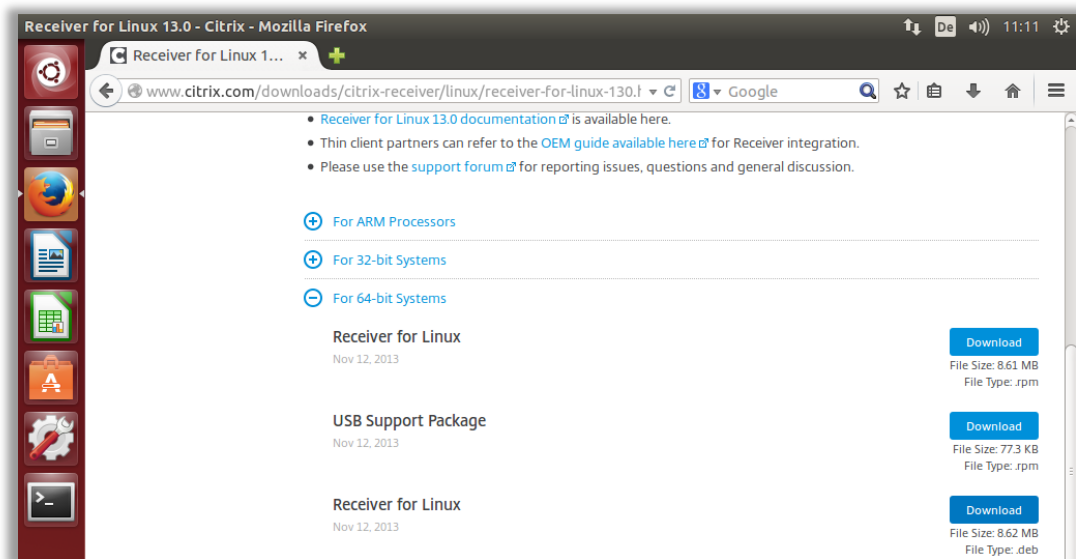 Receiver for Linux 13.0 - Citrix - Mozilla Firefox
De
11:11
Receiver for Linux 1...
www.citrix.com/downloads/citrix-receiver/linux/receiver-for-linux-130.h
8
Google
Receiver for Linux 13.0 documentation is available here.
Thin client partners can refer to the OEM guide available here for Receiver integration.
Please use the support forum for reporting issues, questions and general discussion.
For ARM Processors
For 32-bit Systems
For 64-bit Systems
Receiver for Linux
Download
Nov 12, 2013
File Size: 8.61 MB
File Type: .rpm
USB Support Package
Download
Nov 12, 2013
File Size: 77.3 KB
File Type: .rpm
Receiver for Linux
Download
Nov 12, 2013
File Size: 8.62 MB
File Type: .deb